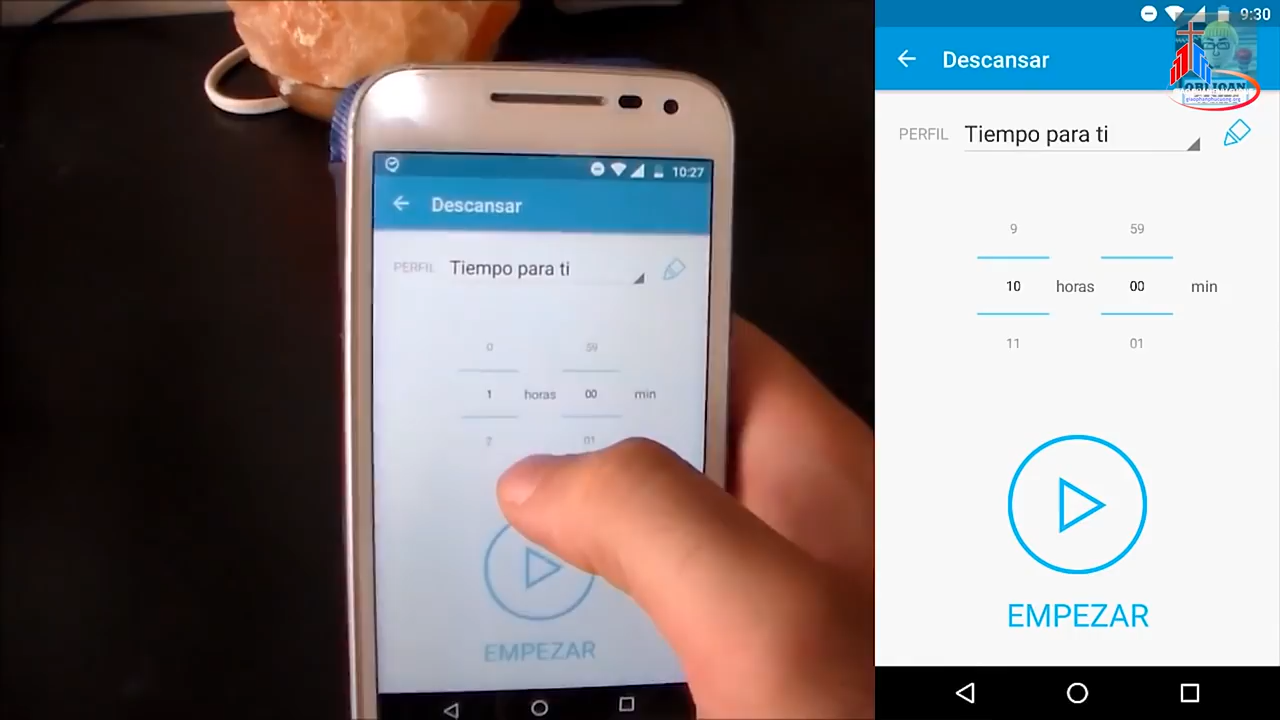 10:27
Descansar
PERFIL Tiempo para ti
0 59
1 horas 00 min
2 01
EMPEZAR
9:30
Descansar
PERFIL Tiempo para ti
9 59
10 horas 00 min
11 01
EMPEZAR